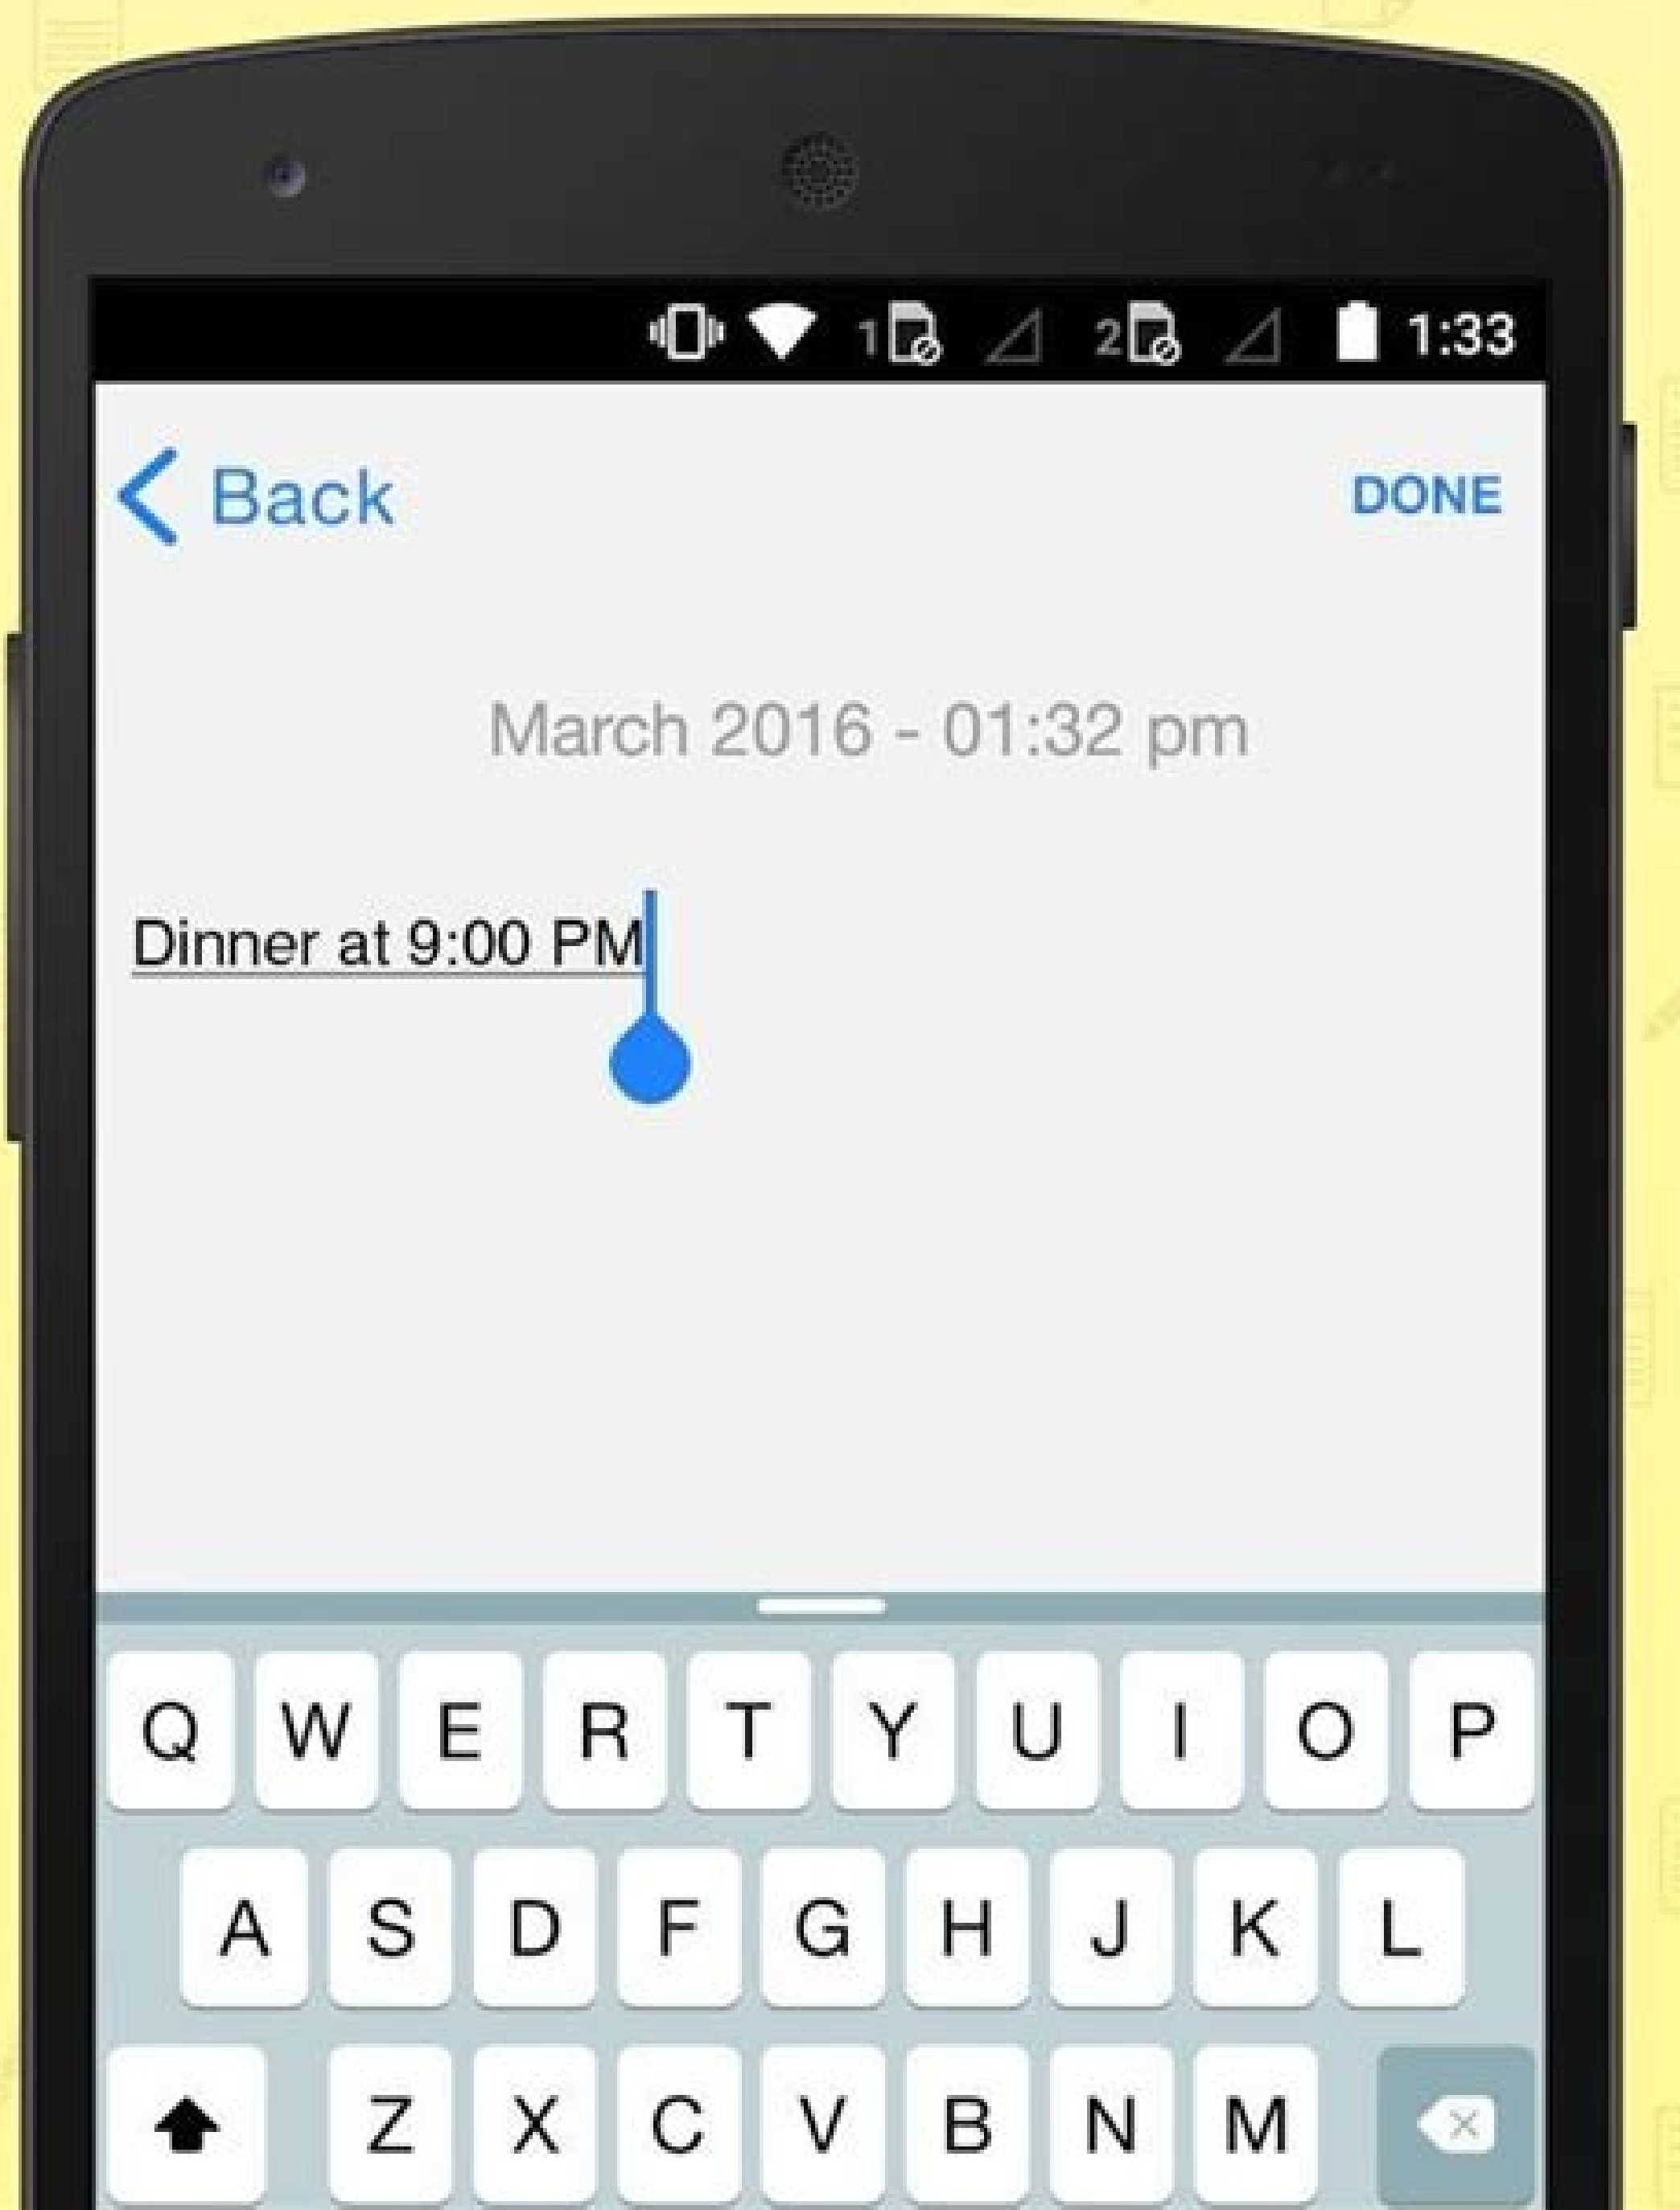 1 2 1:33
Back DONE
March 2016 - 01:32 pm
Dinner at 9:00 PM
Q W E R T Y U I O P
A S D F G H J K L
Z X C V B N M